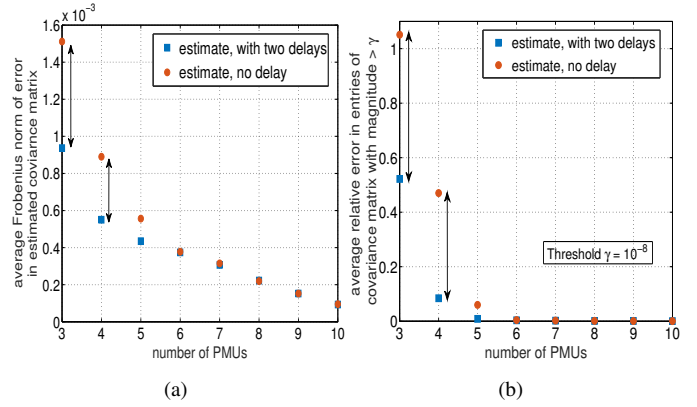 1.6 x 10⁻³
1.4
1.2
1
0.8
0.6
0.4
0.2
0
3 4 5 6 7 8 9 10
number of PMUs
average Frobenius norm of error
in estimated coviarnce matrix
estimate, with two delays
estimate, no delay
(a)
1
0.8
0.6
0.4
0.2
0
3 4 5 6 7 8 9 10
number of PMUs
average relative error in entries of
covariance matrix with magnitude > γ
estimate, with two delays
estimate, no delay
Threshold γ = 10⁻⁸
(b)